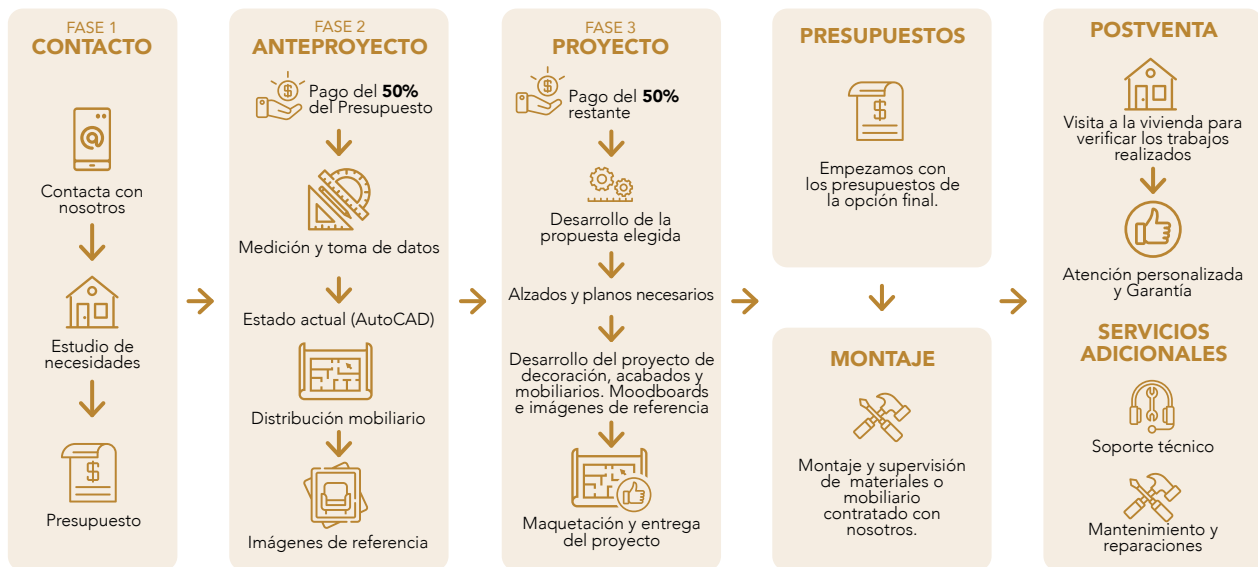 FASE 1
CONTACTO
@
Contacta con
nosotros
Estudio de
necesidades
$
Presupuesto
FASE 2
ANTEPROYECTO
$
Pago del 50%
del Presupuesto
Medición y toma de datos
Estado actual (AutoCAD)
Distribución mobiliario
Imágenes de referencia
FASE 3
PROYECTO
$
Pago del 50%
restante
Desarrollo de la
propuesta elegida
Alzados y planos necesarios
Desarrollo del proyecto de
decoración, acabados y
mobiliarios. Moodboards
e imágenes de referencia
Maquetación y entrega
del proyecto
PRESUPUESTOS
$
Empezamos con
los presupuestos de
la opción final.
MONTAJE
Montaje y supervisión
de materiales o
mobiliario
contratado con
nosotros.
POSTVENTA
Visita a la vivienda para
verificar los trabajos
realizados
Atención personalizada
y Garantía
SERVICIOS
ADICIONALES
Soporte técnico
Mantenimiento y
reparaciones